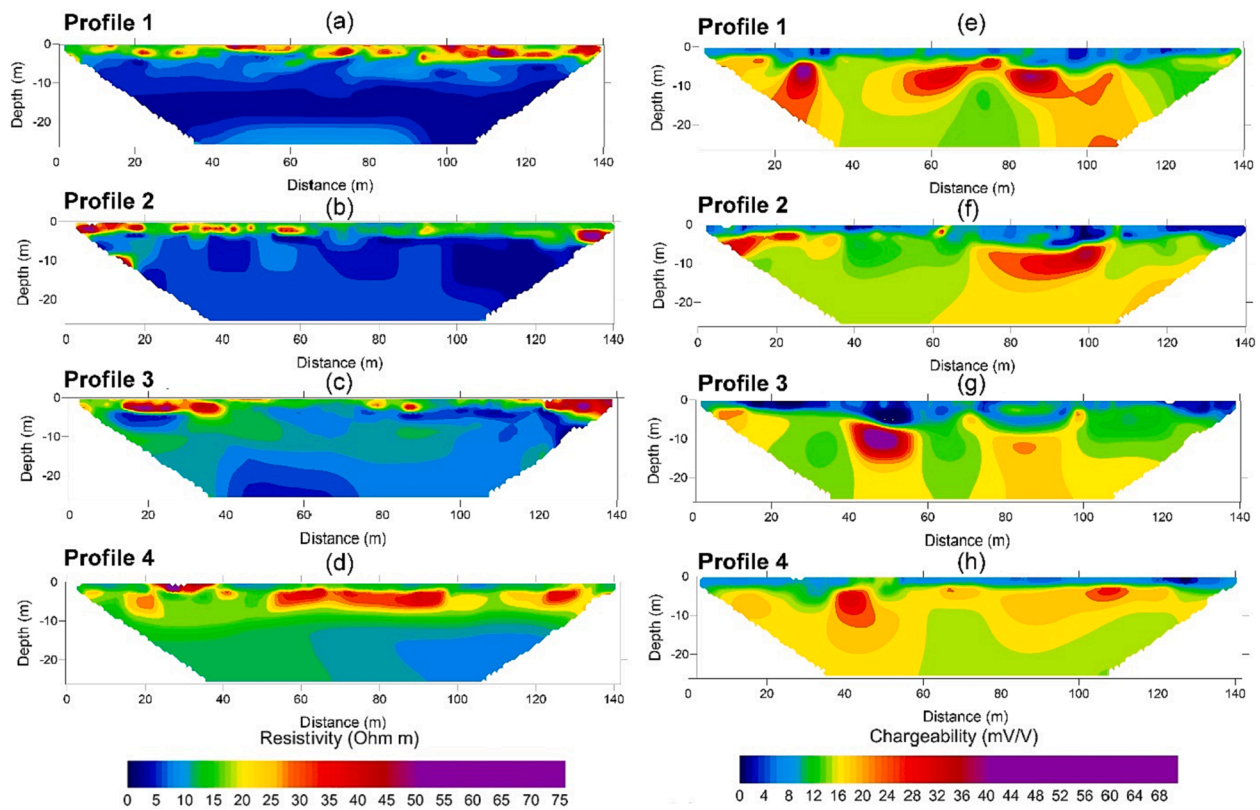 Profile 1
(a)
Depth (m)
0
-10
-20
0 20 40 60 80 100 120 140
Distance (m)
Profile 2
(b)
Depth (m)
0
-10
-20
0 20 40 60 80 100 120 140
Distance (m)
Profile 3
(c)
Depth (m)
0
-10
-20
0 20 40 60 80 100 120 140
Distance (m)
Profile 4
(d)
Depth (m)
0
-10
-20
0 20 40 60 80 100 120 140
Distance (m)
Resistivity (Ohm m)
0 5 10 15 20 25 30 35 40 45 50 55 60 65 70 75
Profile 1
(e)
Depth (m)
0
-10
-20
20 40 60 80 100 120 140
Distance (m)
Profile 2
(f)
Depth (m)
0
-10
-20
0 20 40 60 80 100 120 140
Distance (m)
Profile 3
(g)
Depth (m)
0
-10
-20
0 20 40 60 80 100 120 140
Distance (m)
Profile 4
(h)
Depth (m)
0
-10
-20
0 20 40 60 80 100 120 140
Distance (m)
Chargeability (mV/V)
0 4 8 12 16 20 24 28 32 36 40 44 48 52 56 60 64 68